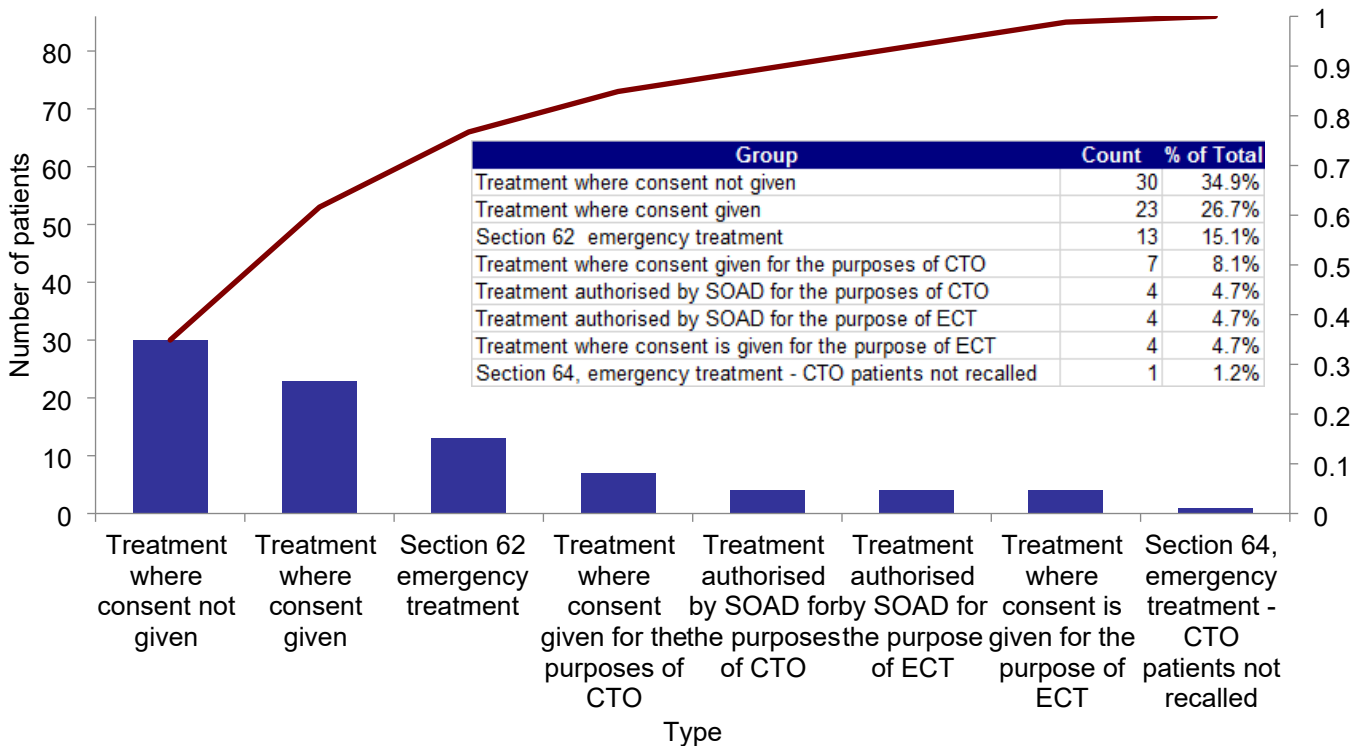 80
70
60
50
40
30
20
10
0
Number of patients
1
0.9
0.8
0.7
0.6
0.5
0.4
0.3
0.2
0.1
0
Group Count % of Total
Treatment where consent not given 30 34.9%
Treatment where consent given 23 26.7%
Section 62 emergency treatment 13 15.1%
Treatment where consent given for the purposes of CTO 7 8.1%
Treatment authorised by SOAD for the purposes of CTO 4 4.7%
Treatment authorised by SOAD for the purpose of ECT 4 4.7%
Treatment where consent is given for the purpose of ECT 4 4.7%
Section 64, emergency treatment - CTO patients not recalled 1 1.2%
Treatment
where
consent not
given
Treatment
where
consent
given
Section 62
emergency
treatment
Treatment
where
consent
given for the
purposes of
CTO
Treatment
authorised
by SOAD for
the purposes
of CTO
Treatment
authorised
by SOAD for
the purpose
of ECT
Treatment
where
consent is
given for the
purpose of
ECT
Section 64,
emergency
treatment -
CTO
patients not
recalled
Type